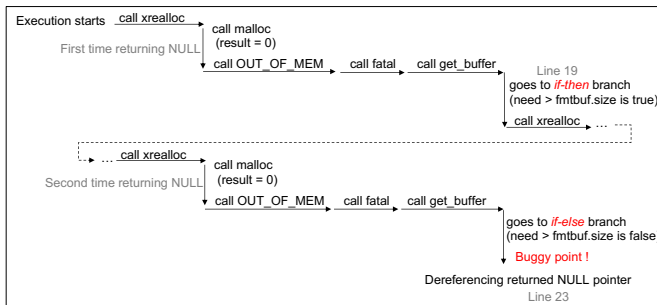 Execution starts call xrealloc
First time returning NULL
call malloc
(result = 0)
call OUT_OF_MEM call fatal call get_buffer
Line 19
goes to if-then branch
(need > fmtbuf.size is true)
call xrealloc ...
... call xrealloc
Second time returning NULL
call malloc
(result = 0)
call OUT_OF_MEM call fatal call get_buffer
goes to if-else branch
(need > fmtbuf.size is false
Buggy point !
Dereferencing returned NULL pointer
Line 23